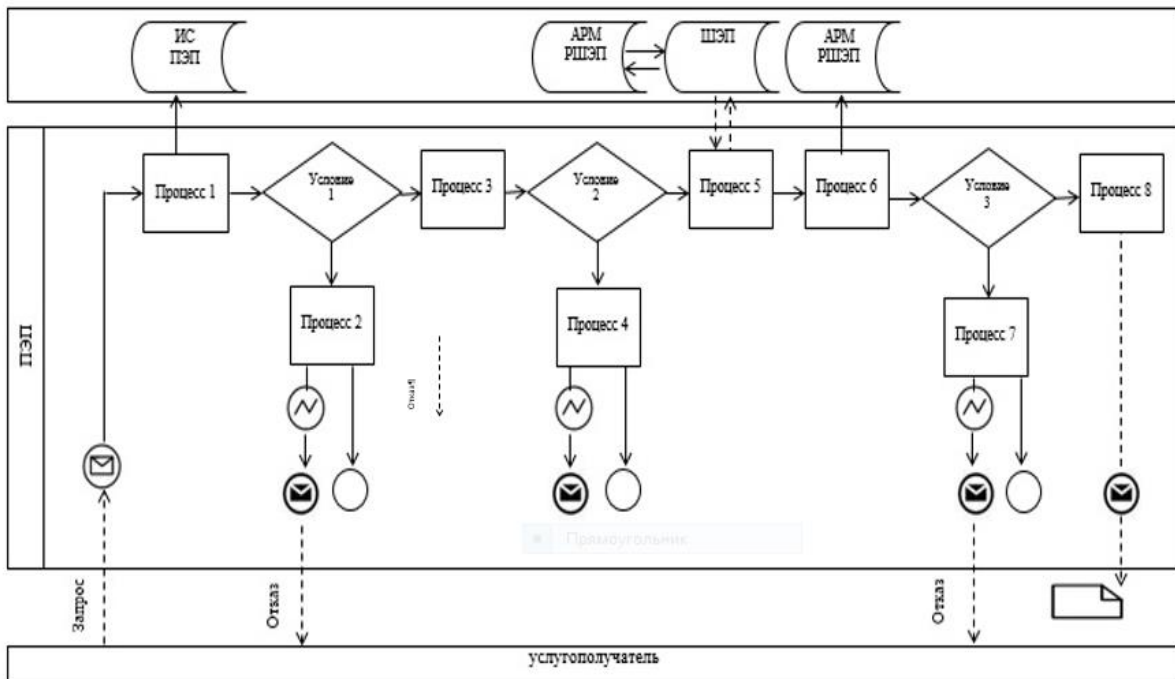 ИС
ПЭП
АРМ
РШЭП
ШЭП
АРМ
РШЭП
ПЭП
Процесс 1
Условие
1
Процесс 3
Условие
2
Процесс 5
Процесс 6
Условие
3
Процесс 8
Процесс 2
Процесс 4
Процесс 7
Отказ¶
Прямоугольник
Запрос
Отказ
Отказ
услугополучатель